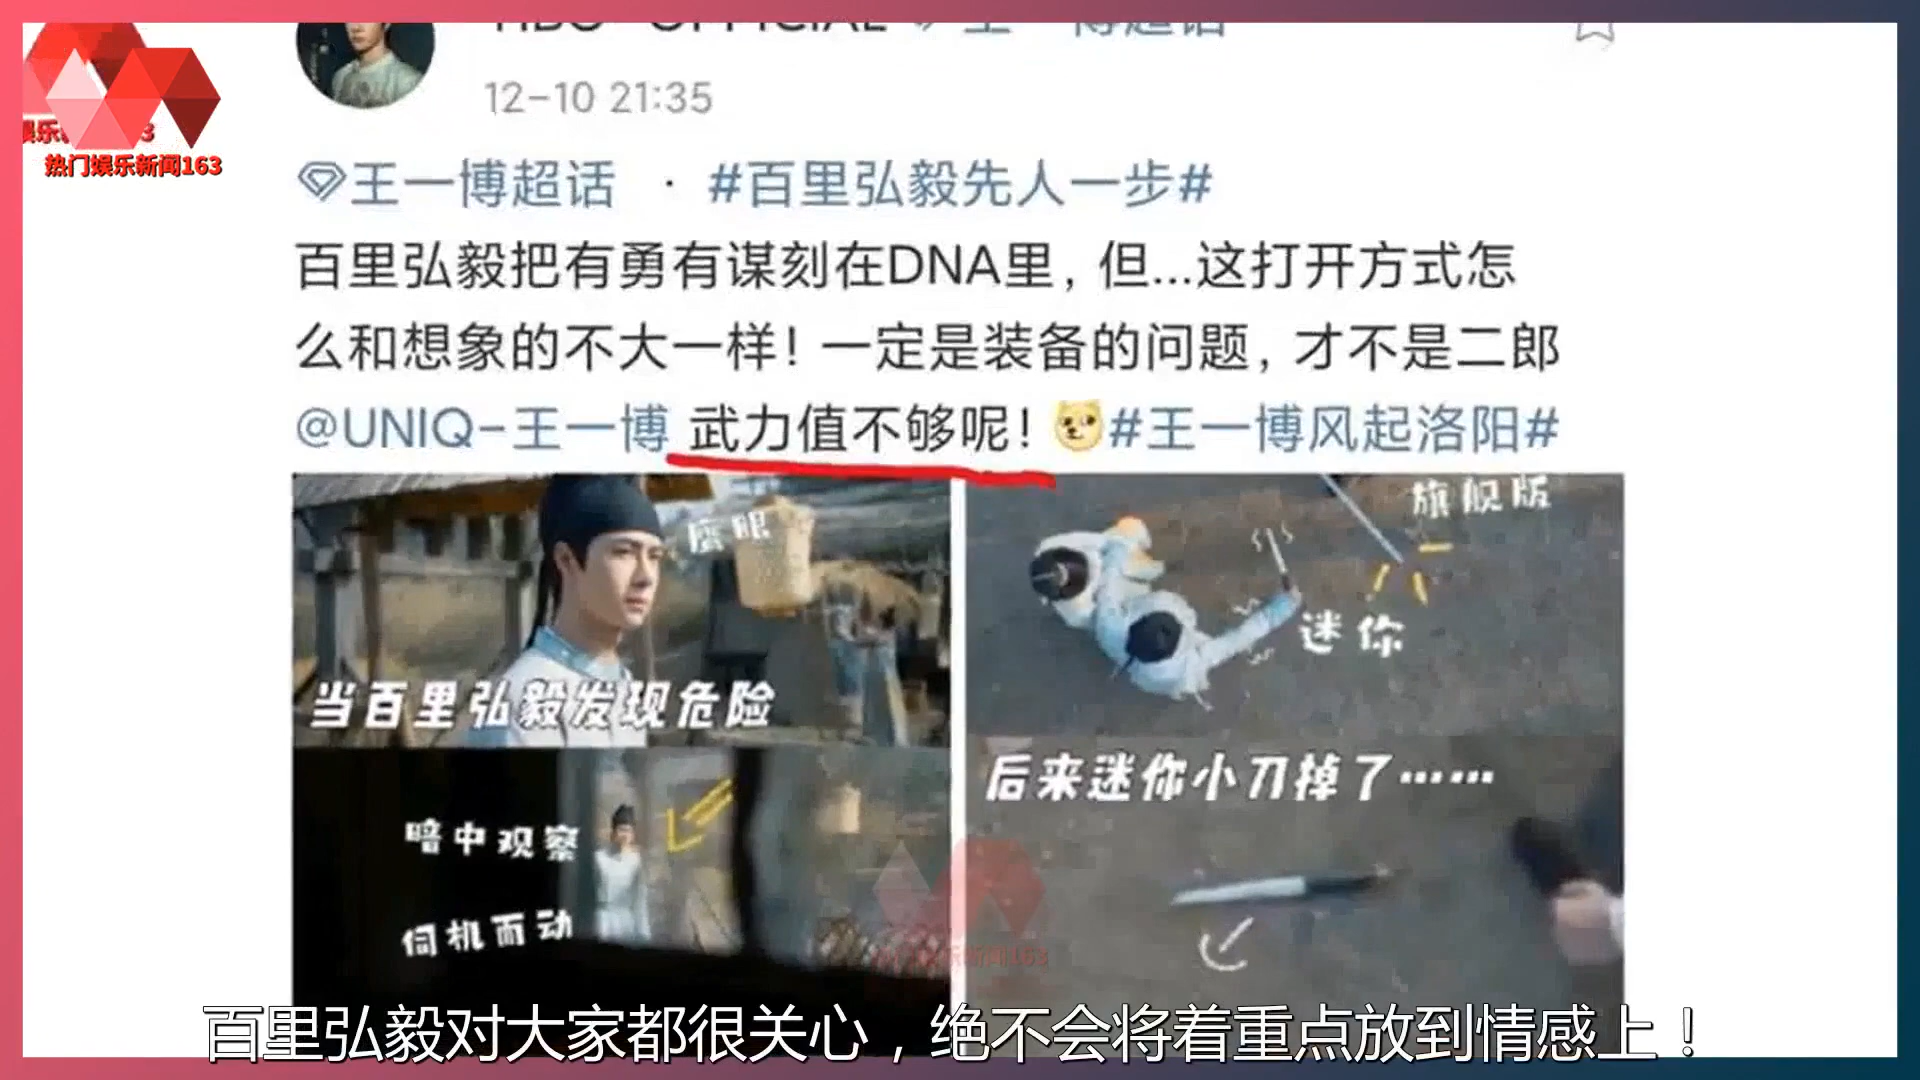 王一博超话
12-10 21:35
热门娱乐新闻163
王一博超话 · #百里弘毅先人一步#
百里弘毅把有勇有谋刻在DNA里，但...这打开方式怎
么和想象的不大一样！一定是装备的问题，才不是二郎
@UNIQ-王一博 武力值不够呢！#王一博风起洛阳#
鹰眼
当百里弘毅发现危险
旗舰版
迷你
暗中观察
伺机而动
后来迷你小刀掉了……
百里弘毅对大家都很关心，绝不会将着重点放到情感上！